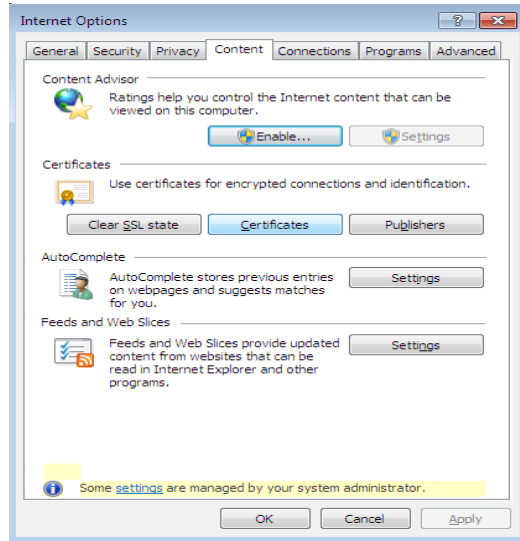 Internet Options
General Security Privacy Content Connections Programs Advanced
Content Advisor
Ratings help you control the Internet content that can be
viewed on this computer.
Enable... Settings
Certificates
Use certificates for encrypted connections and identification.
Clear SSL state Certificates Publishers
AutoComplete
AutoComplete stores previous entries
on webpages and suggests matches
for you.
Settings
Feeds and Web Slices
Feeds and Web Slices provide updated
content from websites that can be
read in Internet Explorer and other
programs.
Settings
Some settings are managed by your system administrator.
OK Cancel Apply